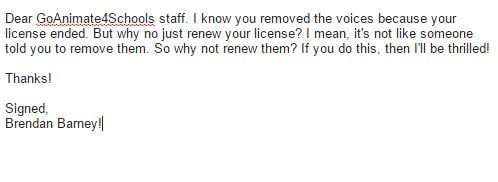 Dear GoAnimate4Schools staff. I know you removed the voices because your
license ended. But why no just renew your license? I mean, it's not like someone
told you to remove them. So why not renew them? If you do this, then I'll be thrilled!
Thanks!
Signed,
Brendan Barney!